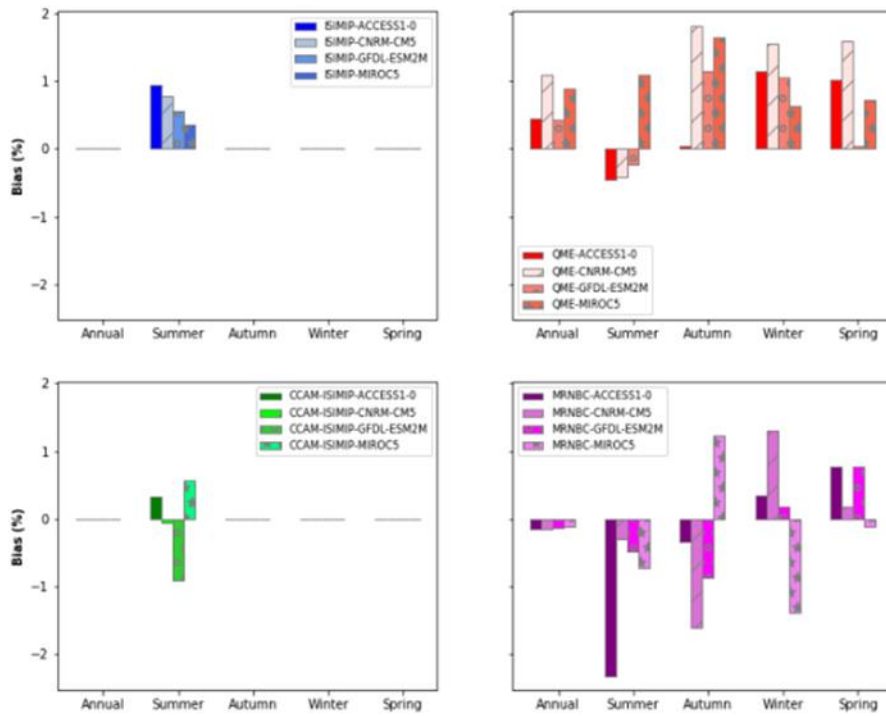 2
1
0
−1
−2
Bias (%)
ISIMIP-ACCESS1-0
ISIMIP-CNRM-CM5
ISIMIP-GFDL-ESM2M
ISIMIP-MIROC5
Annual Summer Autumn Winter Spring
QME-ACCESS1-0
QME-CNRM-CM5
QME-GFDL-ESM2M
QME-MIROC5
Annual Summer Autumn Winter Spring
2
1
0
−1
−2
Bias (%)
CCAM-ISIMIP-ACCESS1-0
CCAM-ISIMIP-CNRM-CM5
CCAM-ISIMIP-GFDL-ESM2M
CCAM-ISIMIP-MIROC5
Annual Summer Autumn Winter Spring
MRNBC-ACCESS1-0
MRNBC-CNRM-CM5
MRNBC-GFDL-ESM2M
MRNBC-MIROC5
Annual Summer Autumn Winter Spring